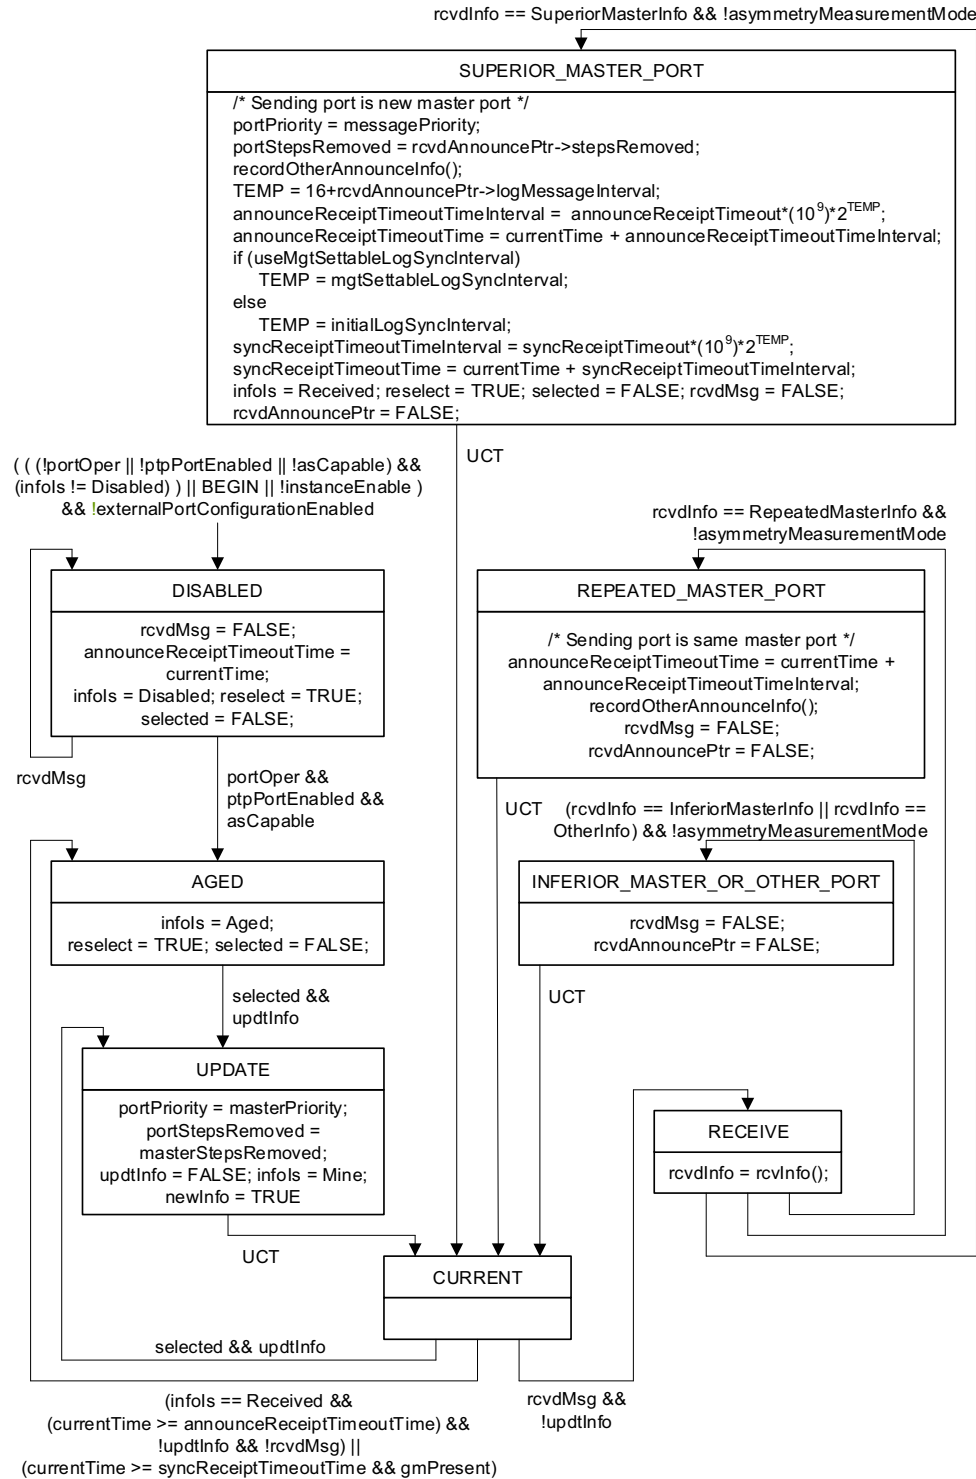 rcvdInfo == SuperiorMasterInfo && !asymmetryMeasurementMode
SUPERIOR_MASTER_PORT
/* Sending port is new master port */
portPriority = messagePriority;
portStepsRemoved = rcvdAnnouncePtr->stepsRemoved;
recordOtherAnnounceInfo();
TEMP = 16+rcvdAnnouncePtr->logMessageInterval;
announceReceiptTimeoutTimeInterval = announceReceiptTimeout*(10^9)*2^TEMP;
announceReceiptTimeoutTime = currentTime + announceReceiptTimeoutTimeInterval;
if (useMgtSettableLogSyncInterval)
TEMP = mgtSettableLogSyncInterval;
else
TEMP = initialLogSyncInterval;
syncReceiptTimeoutTimeInterval = syncReceiptTimeout*(10^9)*2^TEMP;
syncReceiptTimeoutTime = currentTime + syncReceiptTimeoutTimeInterval;
infoIs = Received; reselect = TRUE; selected = FALSE; rcvdMsg = FALSE;
rcvdAnnouncePtr = FALSE;
UCT
( ( (!portOper || !ptpPortEnabled || !asCapable) &&
(infoIs != Disabled) ) || BEGIN || !instanceEnable )
&& !externalPortConfigurationEnabled
DISABLED
rcvdMsg = FALSE;
announceReceiptTimeoutTime =
currentTime;
infoIs = Disabled; reselect = TRUE;
selected = FALSE;
rcvdMsg
portOper &&
ptpPortEnabled &&
asCapable
rcvdInfo == RepeatedMasterInfo &&
!asymmetryMeasurementMode
REPEATED_MASTER_PORT
/* Sending port is same master port */
announceReceiptTimeoutTime = currentTime +
announceReceiptTimeoutTimeInterval;
recordOtherAnnounceInfo();
rcvdMsg = FALSE;
rcvdAnnouncePtr = FALSE;
UCT
(rcvdInfo == InferiorMasterInfo || rcvdInfo ==
OtherInfo) && !asymmetryMeasurementMode
AGED
infoIs = Aged;
reselect = TRUE; selected = FALSE;
selected &&
updtInfo
INFERIOR_MASTER_OR_OTHER_PORT
rcvdMsg = FALSE;
rcvdAnnouncePtr = FALSE;
UCT
UPDATE
portPriority = masterPriority;
portStepsRemoved =
masterStepsRemoved;
updtInfo = FALSE; infoIs = Mine;
newInfo = TRUE
UCT
RECEIVE
rcvdInfo = rcvInfo();
CURRENT
selected && updtInfo
(infoIs == Received &&
(currentTime >= announceReceiptTimeoutTime) &&
!updtInfo && !rcvdMsg) ||
(currentTime >= syncReceiptTimeoutTime && gmPresent)
rcvdMsg &&
!updtInfo